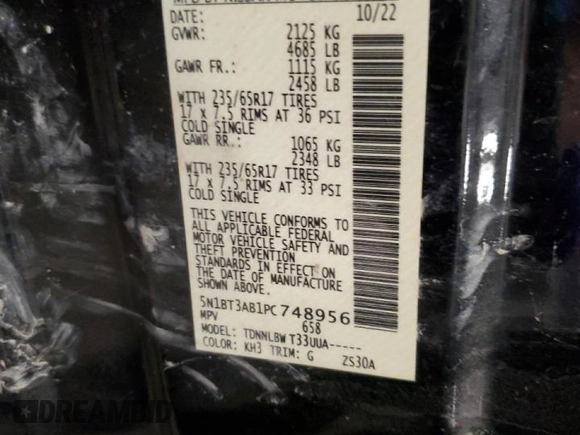 DATE: 10/22
GVWR: 2125 KG
4685 LB
GAWR FR.: 1115 KG
2458 LB
WITH 235/65R17 TIRES
17 x 7.5 RIMS AT 36 PSI
COLD SINGLE
GAWR RR.: 1065 KG
2348 LB
WITH 235/65R17 TIRES
17 x 7.5 RIMS AT 33 PSI
COLD SINGLE
THIS VEHICLE CONFORMS TO
ALL APPLICABLE FEDERAL
MOTOR VEHICLE SAFETY AND
THEFT PREVENTION
STANDARDS IN EFFECT ON
THE DATE OF MANUFACTURE
SHOWN ABOVE.
5N1BT3AB1PC748956
MPV 658
MODEL: TDNNLBW T33UUA-----
COLOR: KH3 TRIM: G ZS30A
DREAMBID